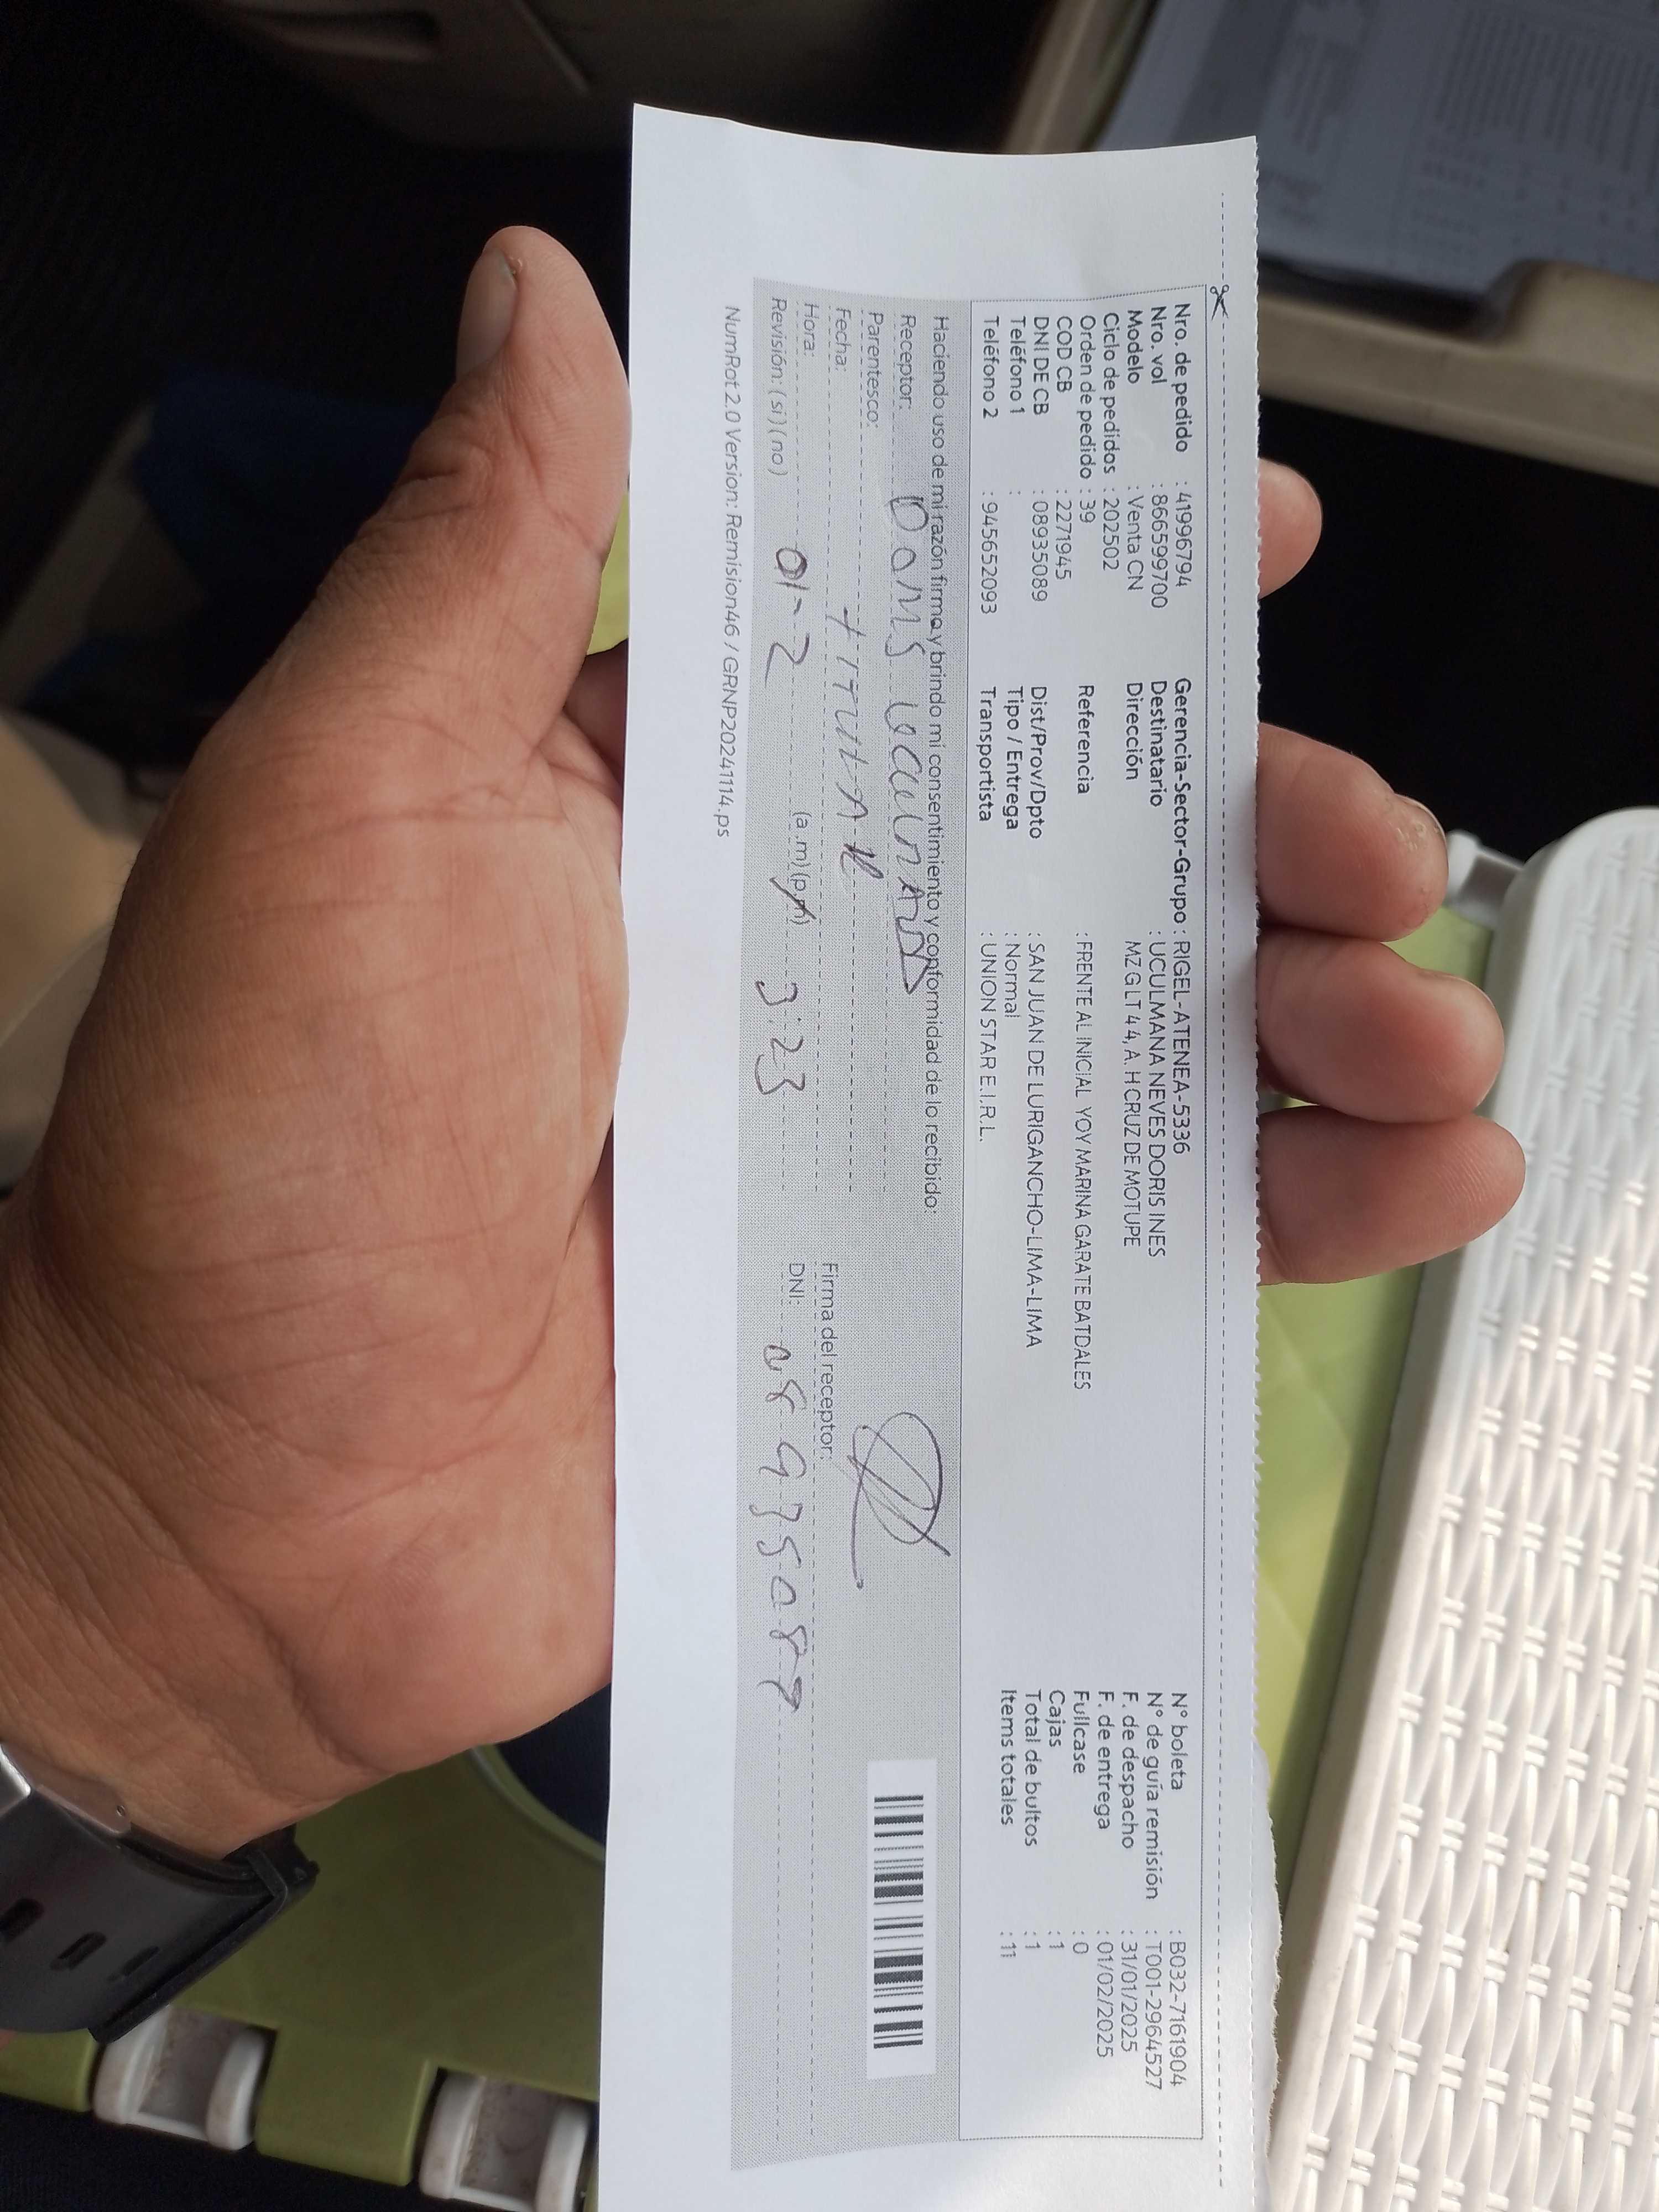 Nro. de pedido : 41996794 Gerencia-Sector-Grupo : RIGEL-ATENEA-5336 N° boleta : B032-7161904
Nro. vol : 866599700 Destinatario : UCULMANA NEVES DORIS INES N° de guía remisión : T001-2964527
Modelo : Venta CN Dirección MZ G LT 4 4, A. H CRUZ DE MOTUPE F. de despacho : 31/01/2025
Ciclo de pedidos : 202502 F. de entrega : 01/02/2025
Orden de pedido : 39 Referencia : FRENTE AL INICIAL YOY MARINA GARATE BATDALES Fullcase : 0
COD CB : 2271945 Cajas : 1
DNI DE CB : 08935089 Dist/Prov/Dpto : SAN JUAN DE LURIGANCHO-LIMA-LIMA Total de bultos : 1
Teléfono 1 : Tipo / Entrega : Normal Items totales : 11
Teléfono 2 : 945652093 Transportista : UNION STAR E.I.R.L.
Haciendo uso de mi razón firma y brindo mi consentimiento y conformidad de lo recibido:
Receptor:
Parentesco:
Fecha: Firma del receptor:
Hora: 01-2 (a .m) (p.m) 3:23 DNI:
Revisión: (si) (no)
NumRot 2.0 Version: Remision46 / GRNP20241114.ps